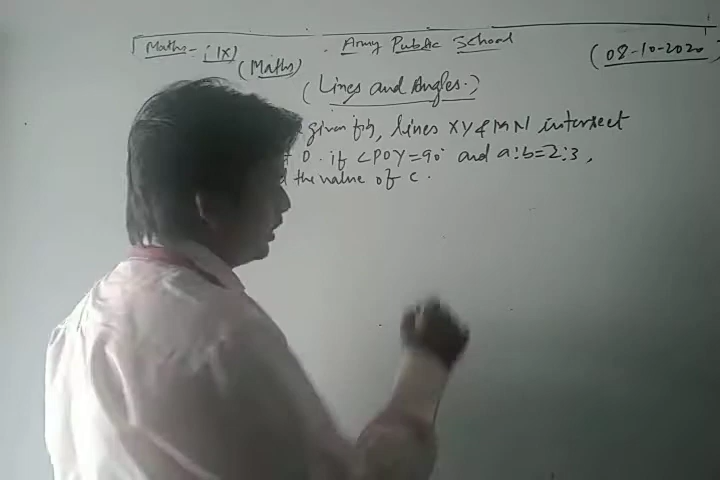 Maths - IX) . Army Public School
(Maths) (08-10-2020)
(Lines and Angles.)
given fig, lines XY & MN intersect
O. if ∠POY = 90° and a:b = 2:3,
the value of c.